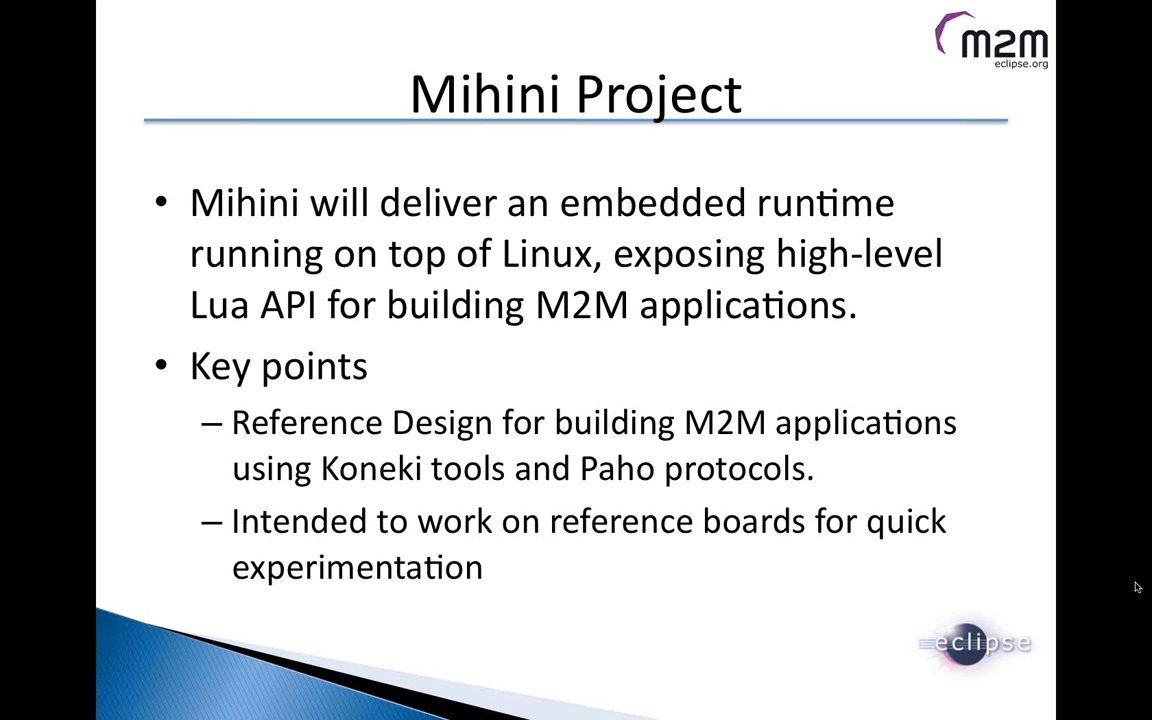 m2m
eclipse.org
Mihini Project
• Mihini will deliver an embedded runtime
running on top of Linux, exposing high-level
Lua API for building M2M applications.
• Key points
– Reference Design for building M2M applications
using Koneki tools and Paho protocols.
– Intended to work on reference boards for quick
experimentation
eclipse